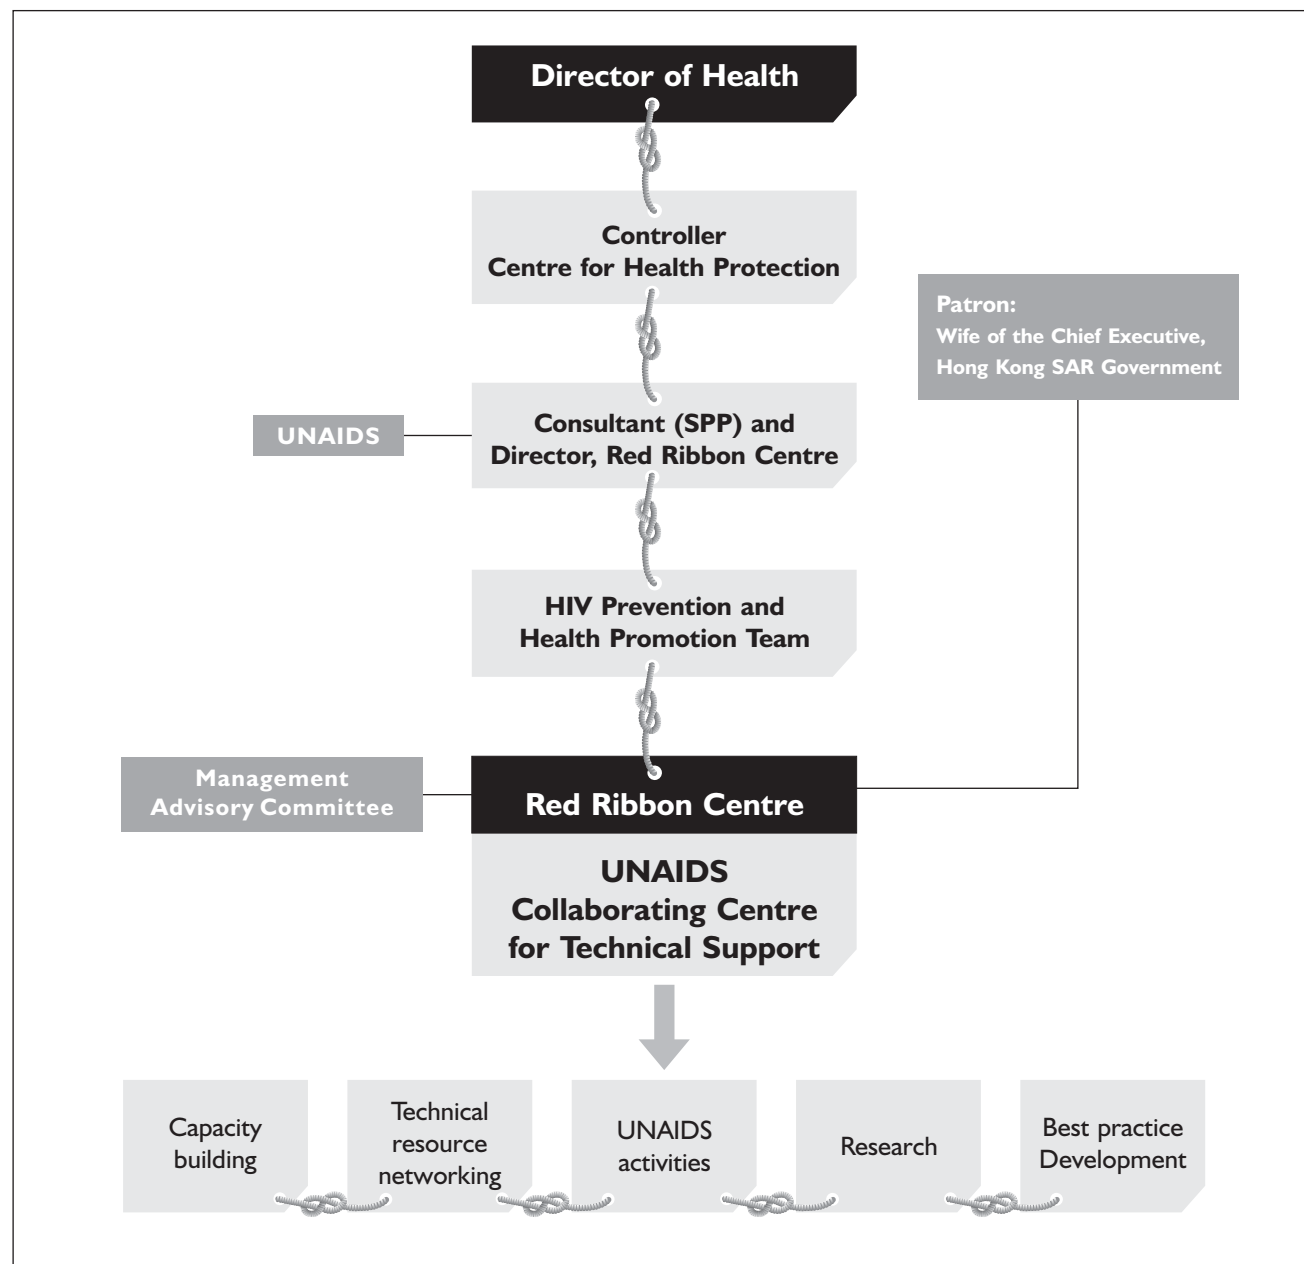 Director of Health
Controller
Centre for Health Protection
Patron:
Wife of the Chief Executive,
Hong Kong SAR Government
UNAIDS
Consultant (SPP) and
Director, Red Ribbon Centre
HIV Prevention and
Health Promotion Team
Management
Advisory Committee
Red Ribbon Centre
UNAIDS
Collaborating Centre
for Technical Support
Capacity
building
Technical
resource
networking
UNAIDS
activities
Research
Best practice
Development